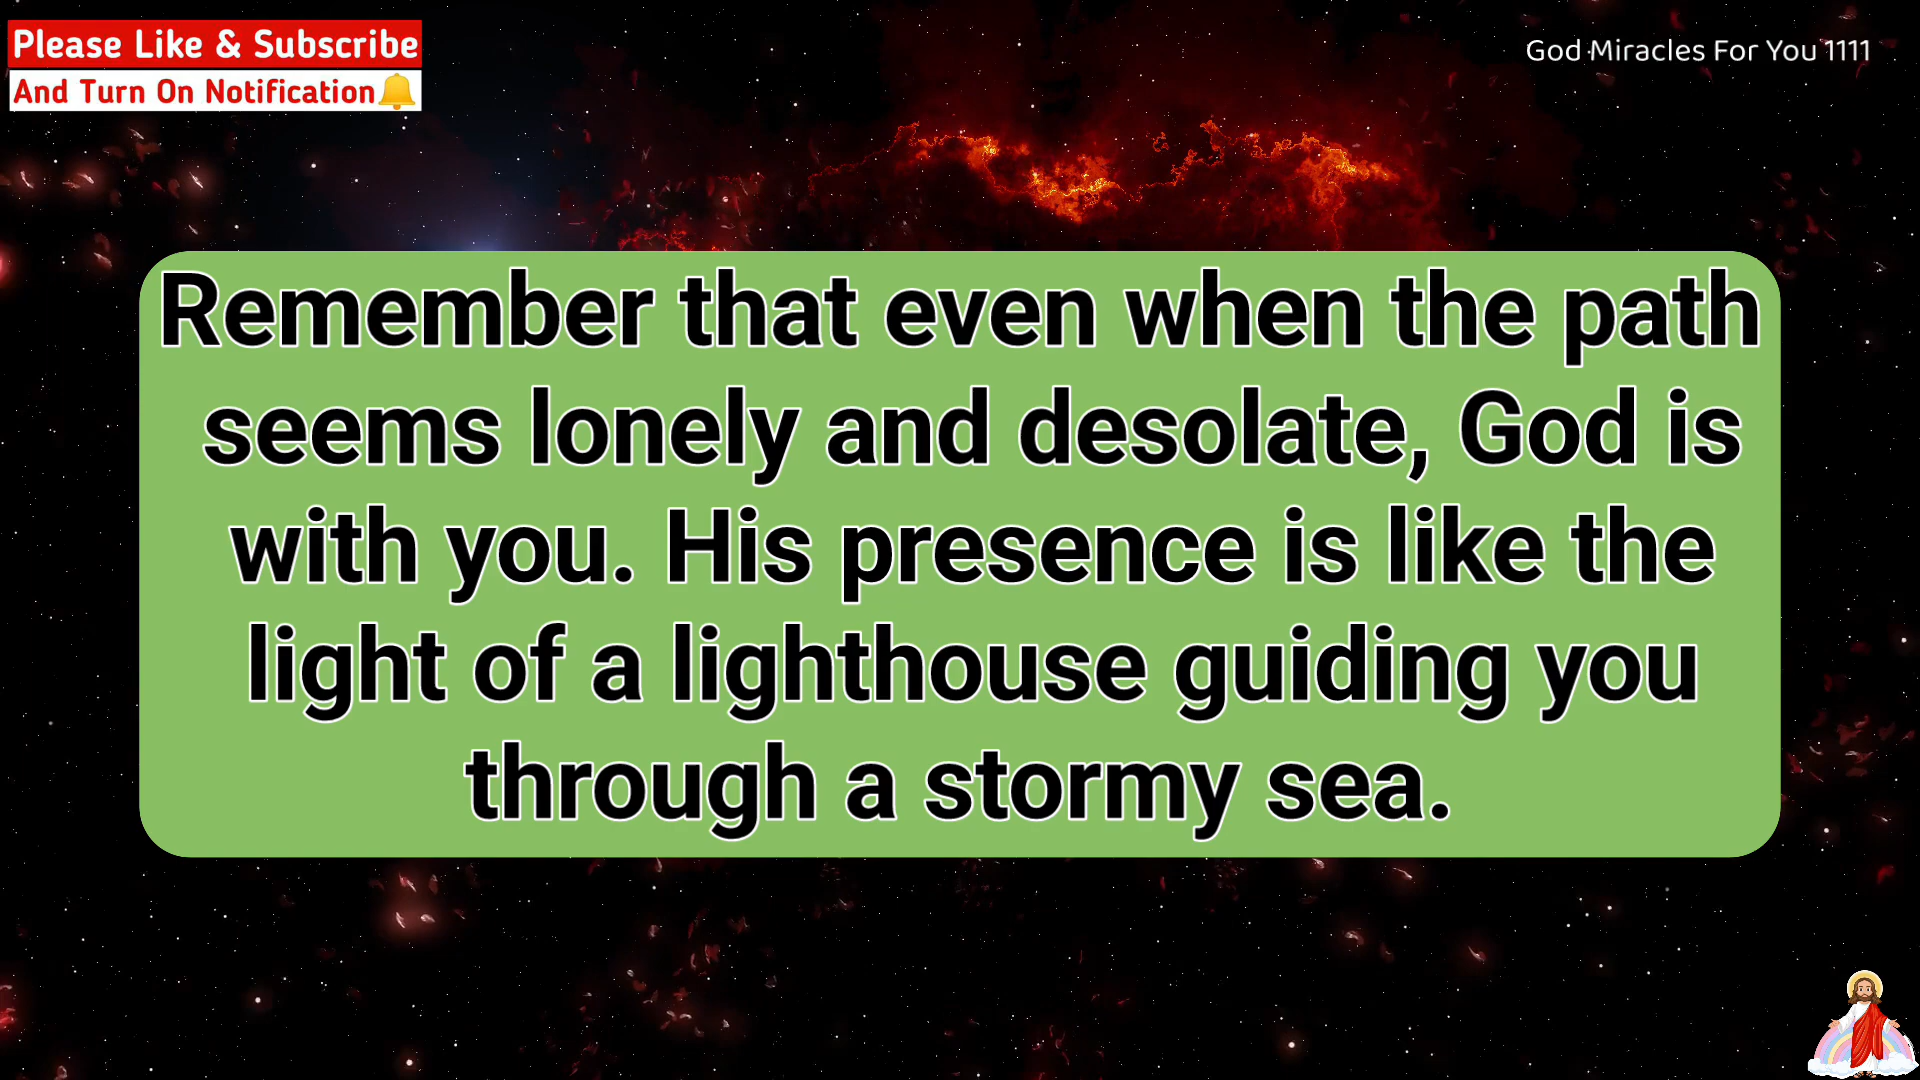 Please Like & Subscribe
And Turn On Notification
God Miracles For You 1111
Remember that even when the path
seems lonely and desolate, God is
with you. His presence is like the
light of a lighthouse guiding you
through a stormy sea.